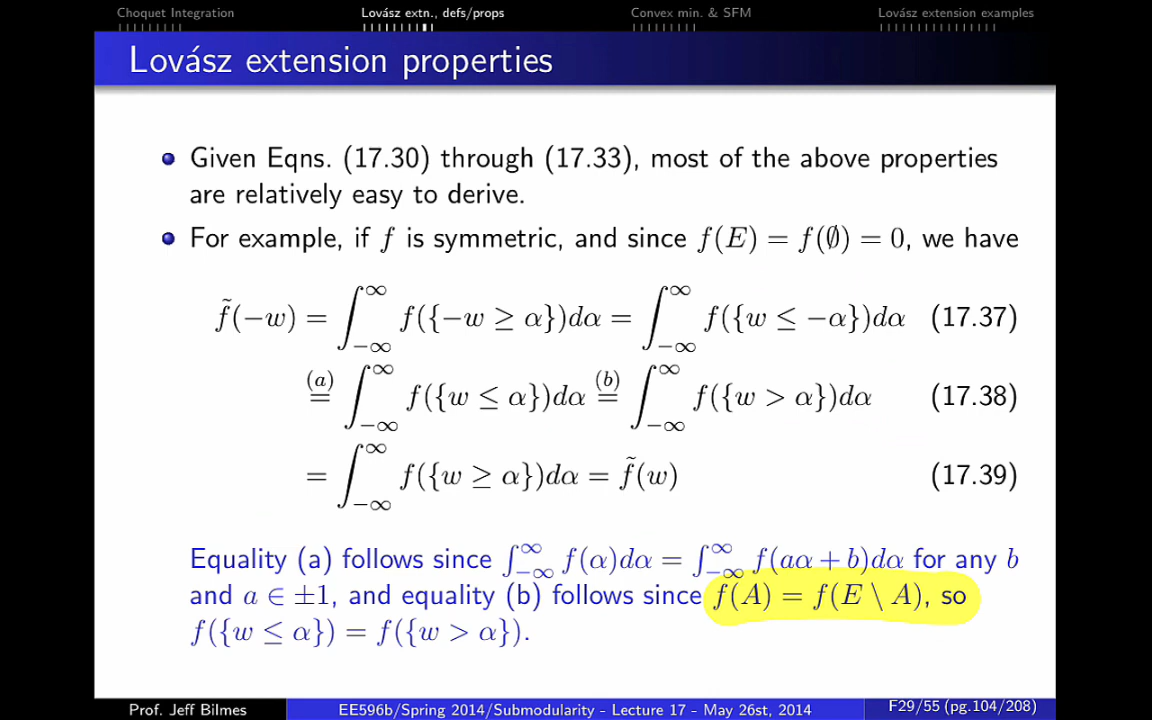 Choquet Integration Lovász extn., defs/props Convex min. & SFM Lovász extension examples
Lovász extension properties
Given Eqns. (17.30) through (17.33), most of the above properties
are relatively easy to derive.
For example, if f is symmetric, and since f(E) = f(∅) = 0, we have
f̃(−w) = ∫_{−∞}^{∞} f({−w ≥ α})dα = ∫_{−∞}^{∞} f({w ≤ −α})dα (17.37)
(a)= ∫_{−∞}^{∞} f({w ≤ α})dα (b)= ∫_{−∞}^{∞} f({w > α})dα (17.38)
= ∫_{−∞}^{∞} f({w ≥ α})dα = f̃(w) (17.39)
Equality (a) follows since ∫_{−∞}^{∞} f(α)dα = ∫_{−∞}^{∞} f(aα + b)dα for any b
and a ∈ ±1, and equality (b) follows since f(A) = f(E \ A), so
f({w ≤ α}) = f({w > α}).
Prof. Jeff Bilmes EE596b/Spring 2014/Submodularity - Lecture 17 - May 26st, 2014 F29/55 (pg.104/208)